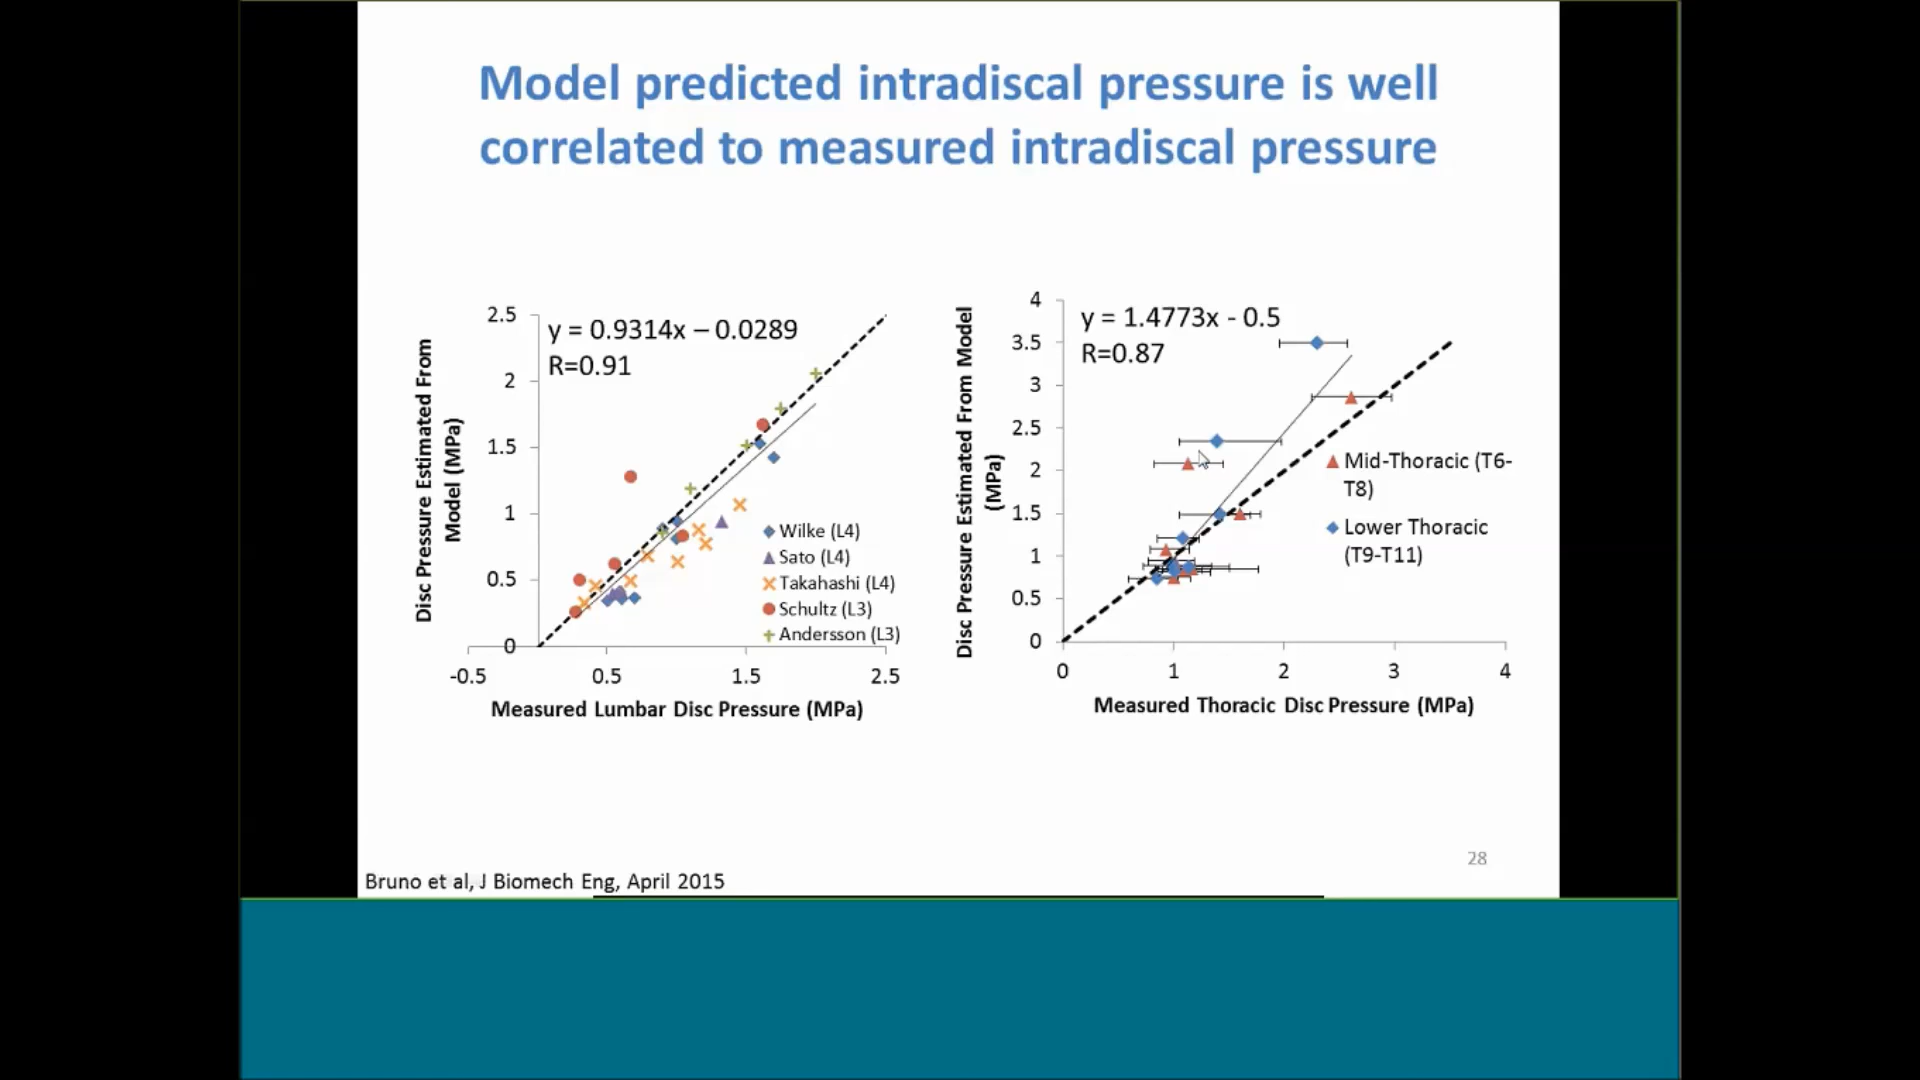 Model predicted intradiscal pressure is well
correlated to measured intradiscal pressure
Disc Pressure Estimated From
Model (MPa)
2.5
2
1.5
1
0.5
0
y = 0.9314x – 0.0289
R=0.91
Wilke (L4)
Sato (L4)
Takahashi (L4)
Schultz (L3)
Andersson (L3)
-0.5 0.5 1.5 2.5
Measured Lumbar Disc Pressure (MPa)
Disc Pressure Estimated From Model
(MPa)
4
3.5
3
2.5
2
1.5
1
0.5
0
y = 1.4773x - 0.5
R=0.87
Mid-Thoracic (T6-
T8)
Lower Thoracic
(T9-T11)
0 1 2 3 4
Measured Thoracic Disc Pressure (MPa)
28
Bruno et al, J Biomech Eng, April 2015